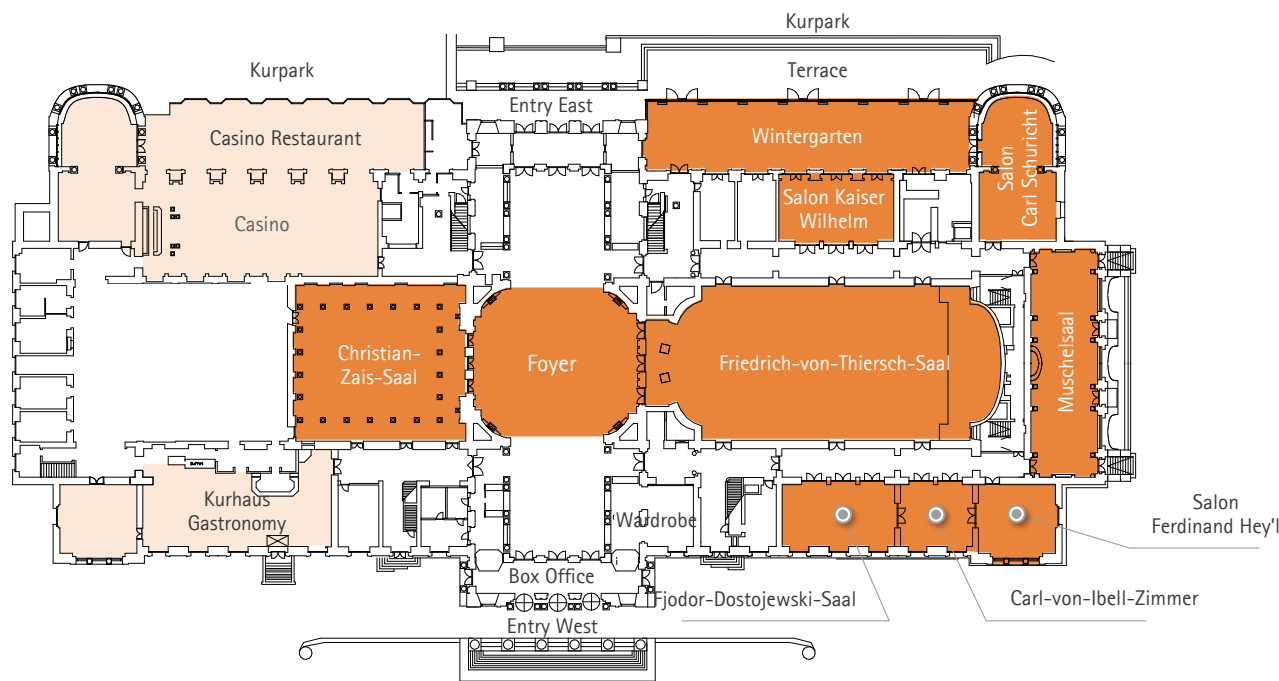 Kurpark
Kurpark
Terrace
Entry East
Casino Restaurant
Wintergarten
Salon
Carl Schuricht
Salon Kaiser
Wilhelm
Casino
Christian-
Zais-Saal
Foyer
Friedrich-von-Thiersch-Saal
Muschelsaal
Kurhaus
Gastronomy
Wardrobe
Salon
Ferdinand Hey'l
Box Office
Fjodor-Dostojewski-Saal
Carl-von-Ibell-Zimmer
Entry West